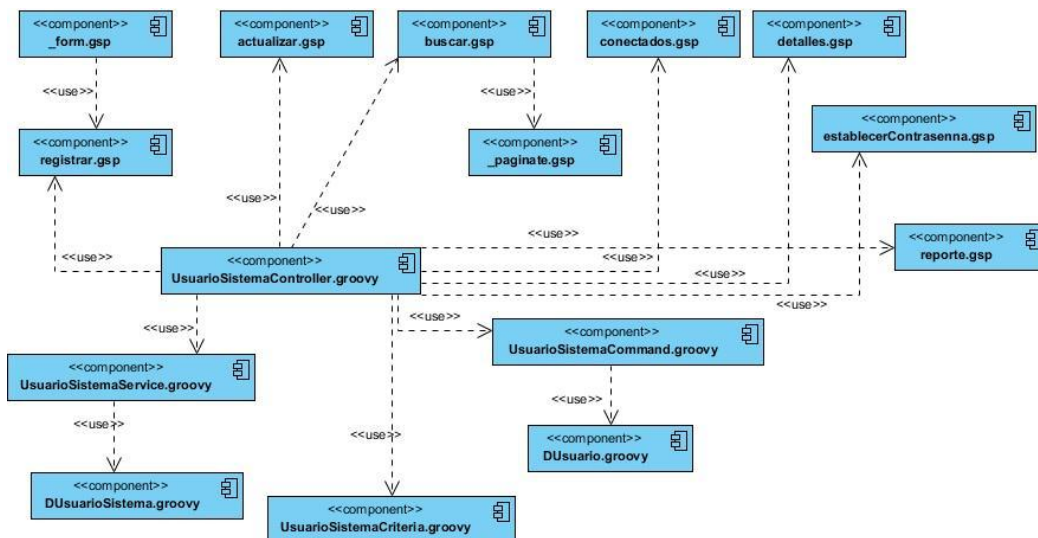 <<component>>
_form.gsp
<<component>>
actualizar.gsp
<<component>>
buscar.gsp
<<component>>
conectados.gsp
<<component>>
detalles.gsp
<<use>>
<<use>>
<<component>>
establecerContrasenna.gsp
<<component>>
registrar.gsp
<<component>>
_paginate.gsp
<<use>>
<<use>>
<<use>>
<<use>>
<<use>>
<<use>>
<<use>>
<<component>>
reporte.gsp
<<component>>
UsuarioSistemaController.groovy
<<use>>
<<use>>
<<use>>
<<use>>
<<component>>
UsuarioSistemaCommand.groovy
<<component>>
UsuarioSistemaService.groovy
<<use>>
<<use>>
<<use>>
<<component>>
DUsuario.groovy
<<component>>
DUsuarioSistema.groovy
<<component>>
UsuarioSistemaCriteria.groovy